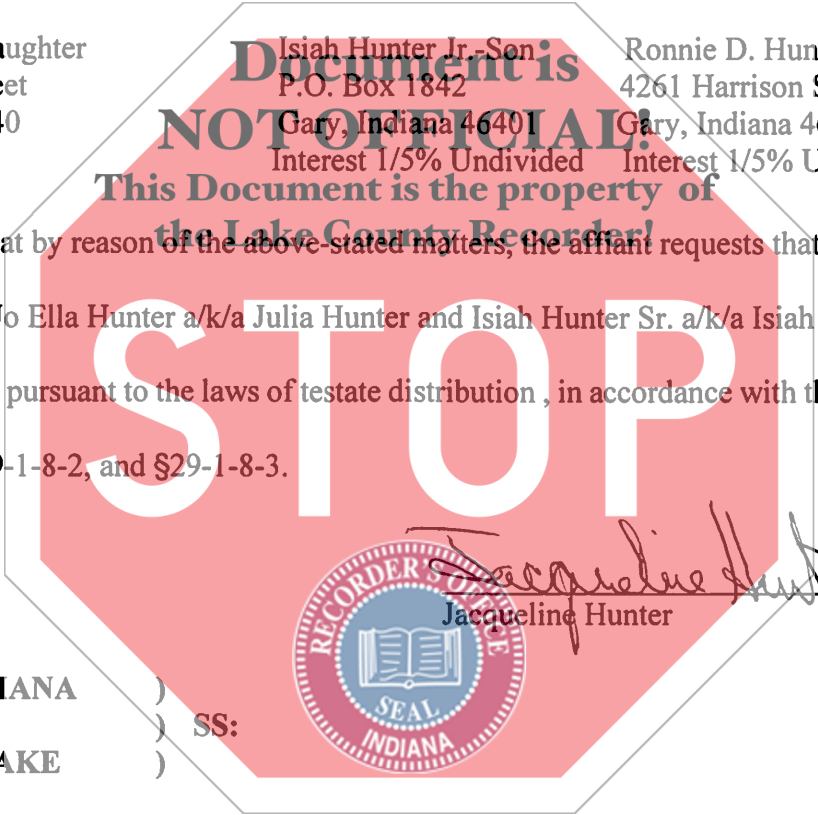 aughter Isiah Hunter Jr.-Son Ronnie D. Hun
eet P.O. Box 1842 4261 Harrison S
40 Gary, Indiana 46401 Gary, Indiana 4
Interest 1/5% Undivided Interest 1/5% U
Document is
NOT OFFICIAL!
This Document is the property of
the Lake County Recorder!
at by reason of the above-stated matters, the affiant requests that
Jo Ella Hunter a/k/a Julia Hunter and Isiah Hunter Sr. a/k/a Isiah
pursuant to the laws of testate distribution , in accordance with th
STOP
9-1-8-2, and §29-1-8-3.
Jacqueline Hunt
Jacqueline Hunter
RECORDER'S OFFICE
SEAL
INDIANA
IANA )
) SS:
AKE )